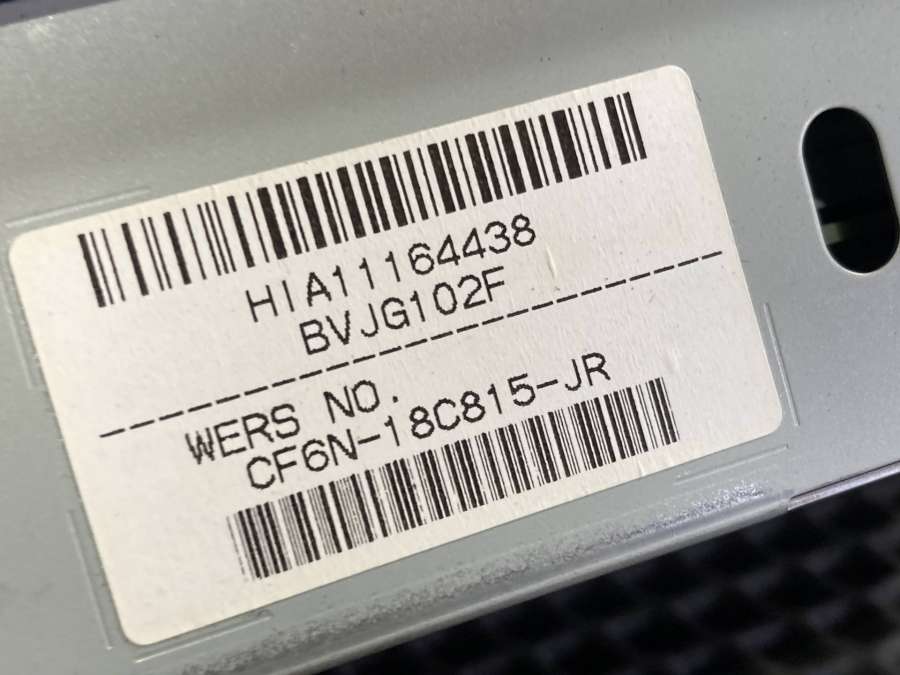 HIA11164438
BVJG102F
WERS NO.
CF6N-18C815-JR